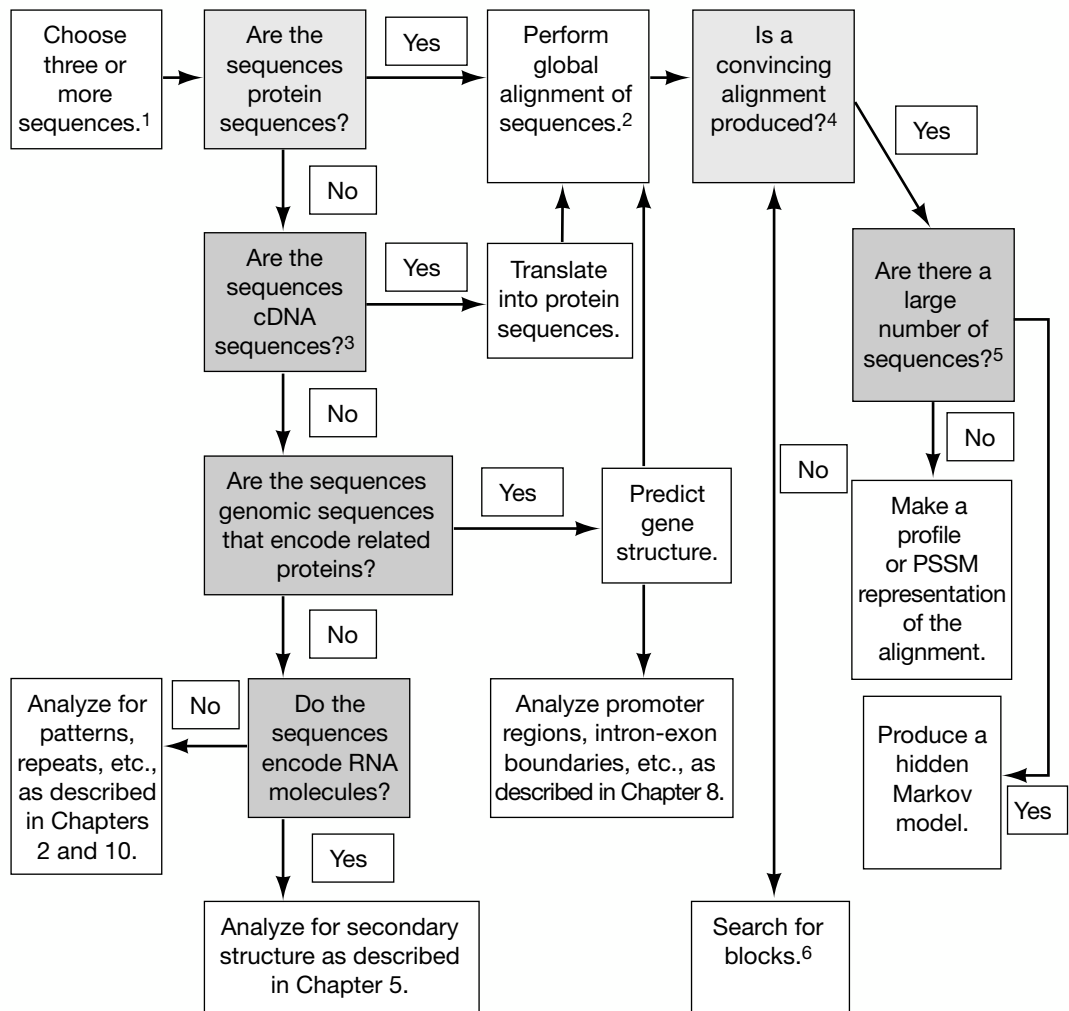 Choose
three or
more
sequences.1
Are the
sequences
protein
sequences?
Yes
Perform
global
alignment of
sequences.2
Is a
convincing
alignment
produced?4
Yes
No
Are the
sequences
cDNA
sequences?3
Yes
Translate
into protein
sequences.
Are there a
large
number of
sequences?5
No
No
Are the sequences
genomic sequences
that encode related
proteins?
Yes
Predict
gene
structure.
No
Make a
profile
or PSSM
representation
of the
alignment.
No
Analyze for
patterns,
repeats, etc.,
as described
in Chapters
2 and 10.
No
Do the
sequences
encode RNA
molecules?
Analyze promoter
regions, intron-exon
boundaries, etc., as
described in Chapter 8.
Produce a
hidden
Markov
model.
Yes
Yes
Analyze for secondary
structure as described
in Chapter 5.
Search for
blocks.6